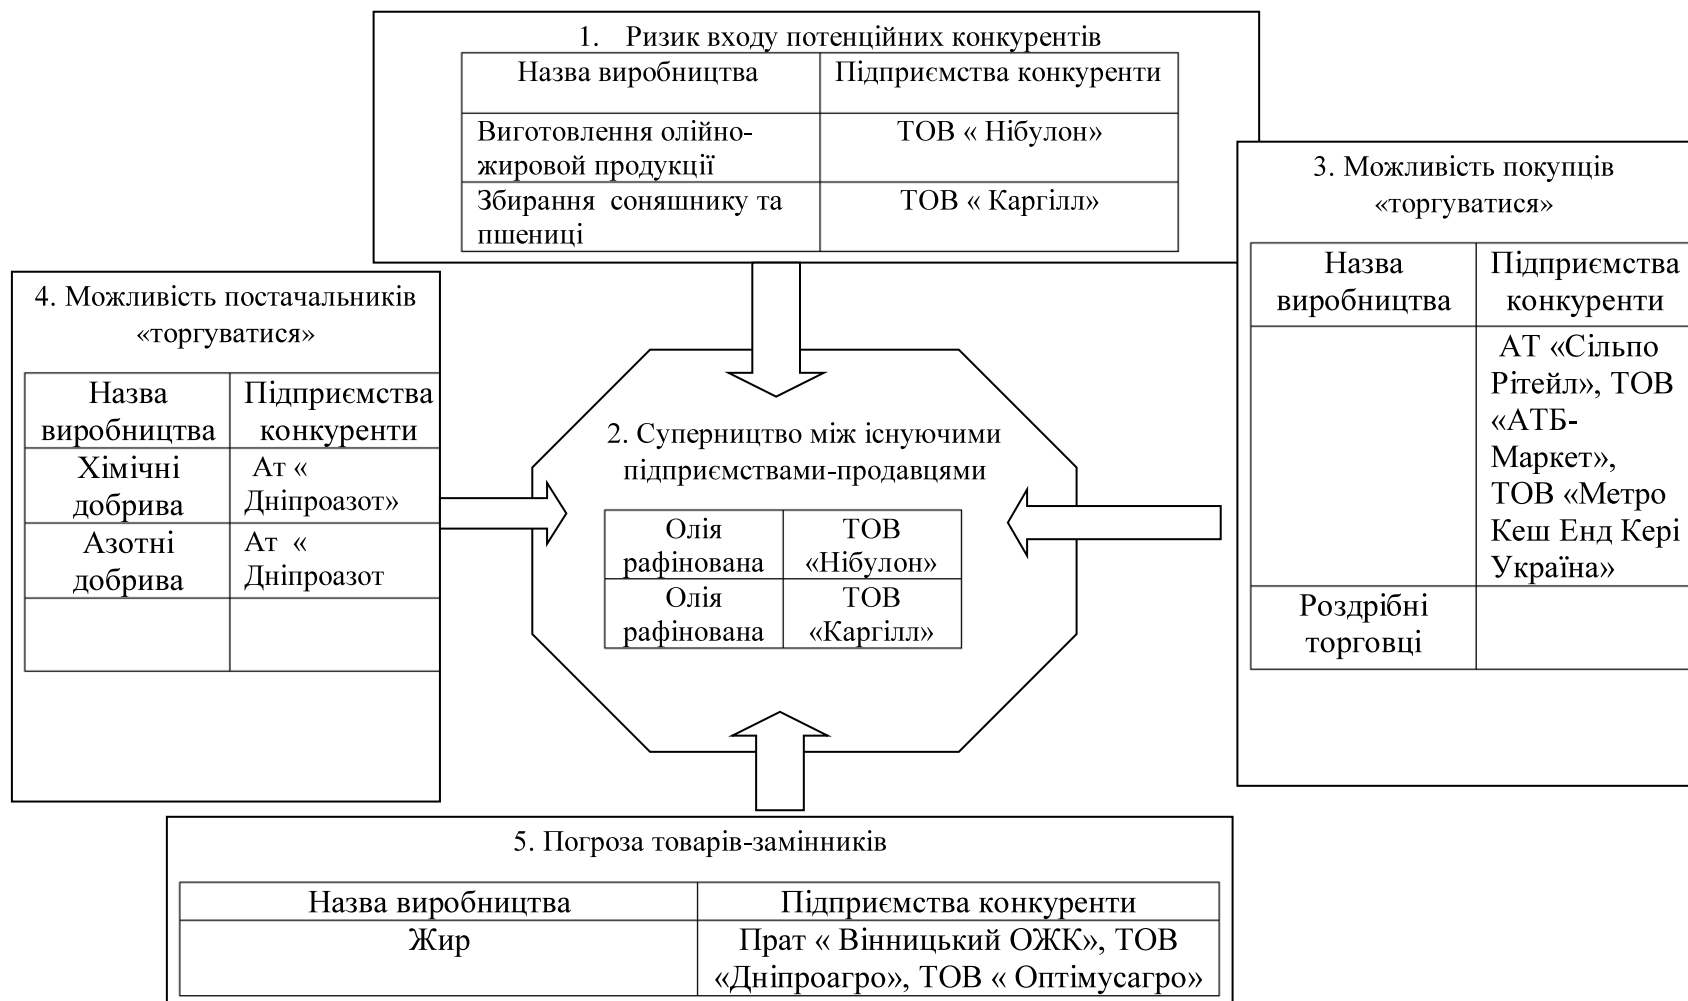 1. Ризик входу потенційних конкурентів
Назва виробництва
Підприємства конкуренти
Виготовлення олійно-
жировой продукції
ТОВ « Нібулон»
Збирання соняшнику та
пшениці
ТОВ « Каргілл»
3. Можливість покупців
«торгуватися»
Назва
виробництва
Підприємства
конкуренти
АТ «Сільпо
Рітейл», ТОВ
«АТБ-
Маркет»,
ТОВ «Метро
Кеш Енд Кері
Україна»
Роздрібні
торговці
4. Можливість постачальників
«торгуватися»
Назва
виробництва
Підприємства
конкуренти
Хімічні
добрива
Ат «
Дніпроазот»
Азотні
добрива
Ат «
Дніпроазот
2. Суперництво між існуючими
підприємствами-продавцями
Олія
рафінована
ТОВ
«Нібулон»
Олія
рафінована
ТОВ
«Каргілл»
5. Погроза товарів-замінників
Назва виробництва
Підприємства конкуренти
Жир
Прат « Вінницький ОЖК», ТОВ
«Дніпроагро», ТОВ « Оптімусагро»